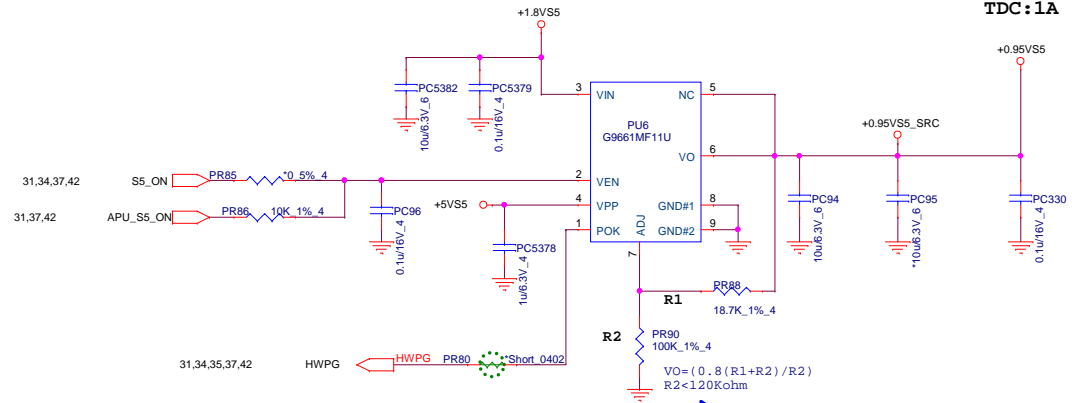 TDC:1A
+1.8VS5
+0.95VS5
PC5382
10u/6.3V_6
PC5379
0.1u/16V_4
3 VIN
NC 5
PU6
G9661MF11U
+0.95VS5_SRC
VO 6
31,34,37,42 S5_ON PR85 *0_5%_4
2 VEN
31,37,42 APU_S5_ON PR86 10K_1%_4
PC96
0.1u/16V_4
+5VS5
4 VPP
GND#1 8
1 POK
ADJ
GND#2 9
7
PC5378
1u/6.3V_4
PC94
10u/6.3V_6
PC95
*10u/6.3V_6
PC330
0.1u/16V_4
R1
PR88
18.7K_1%_4
R2
PR90
100K_1%_4
31,34,35,37,42 HWPG HWPG PR80 *Short_0402
VO=(0.8(R1+R2)/R2)
R2<120Kohm